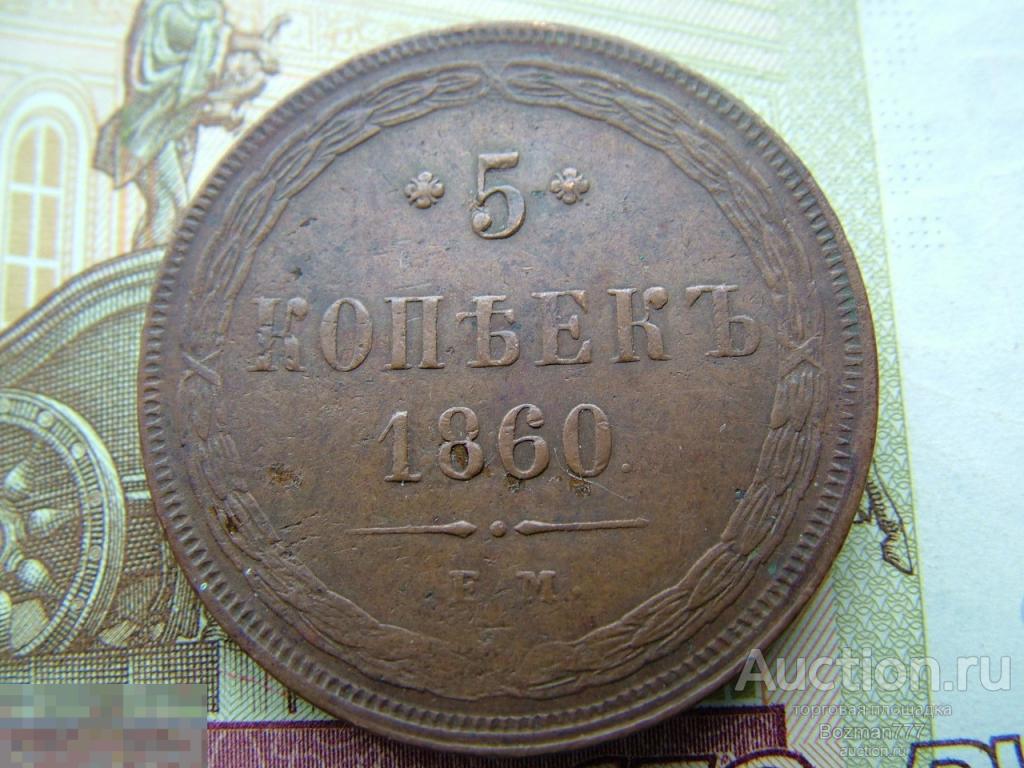 5
КОПѢЕКЪ
1860.
Е.М.
Auction.ru
торговая площадка
Bozman777
auction.ru